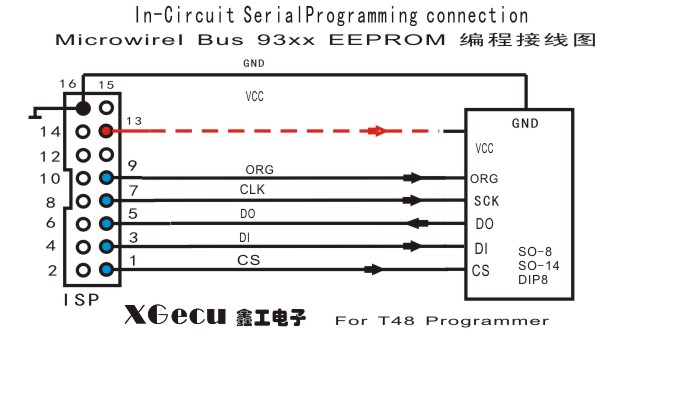 In-Circuit SerialProgramming connection
Microwirel Bus 93xx EEPROM 编程接线图
GND
16 15
VCC
GND
13
14
VCC
12
9
ORG
10
ORG
7
CLK
8
SCK
5
DO
6
DO
3
DI
4
DI
SO-8
1
CS
2
CS
SO-14
DIP8
ISP
XGecu 鑫工电子 For T48 Programmer